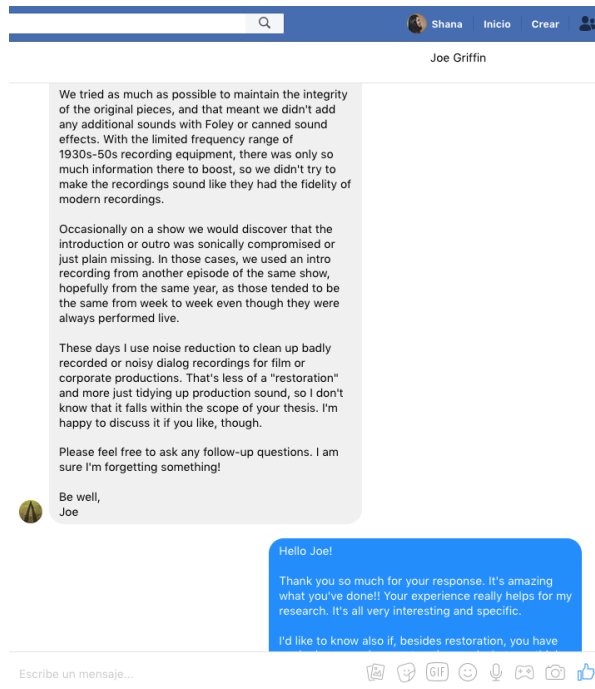 Shana Inicio Crear
Joe Griffin
We tried as much as possible to maintain the integrity
of the original pieces, and that meant we didn't add
any additional sounds with Foley or canned sound
effects. With the limited frequency range of
1930s-50s recording equipment, there was only so
much information there to boost, so we didn't try to
make the recordings sound like they had the fidelity of
modern recordings.
Occasionally on a show we would discover that the
introduction or outro was sonically compromised or
just plain missing. In those cases, we used an intro
recording from another episode of the same show,
hopefully from the same year, as those tended to be
the same from week to week even though they were
always performed live.
These days I use noise reduction to clean up badly
recorded or noisy dialog recordings for film or
corporate productions. That's less of a "restoration"
and more just tidying up production sound, so I don't
know that it falls within the scope of your thesis. I'm
happy to discuss it if you like, though.
Please feel free to ask any follow-up questions. I am
sure I'm forgetting something!
Be well,
Joe
Hello Joe!
Thank you so much for your response. It's amazing
what you've done!! Your experience really helps for my
research. It's all very interesting and specific.
I'd like to know also if, besides restoration, you have
Escribe un mensaje...
GIF